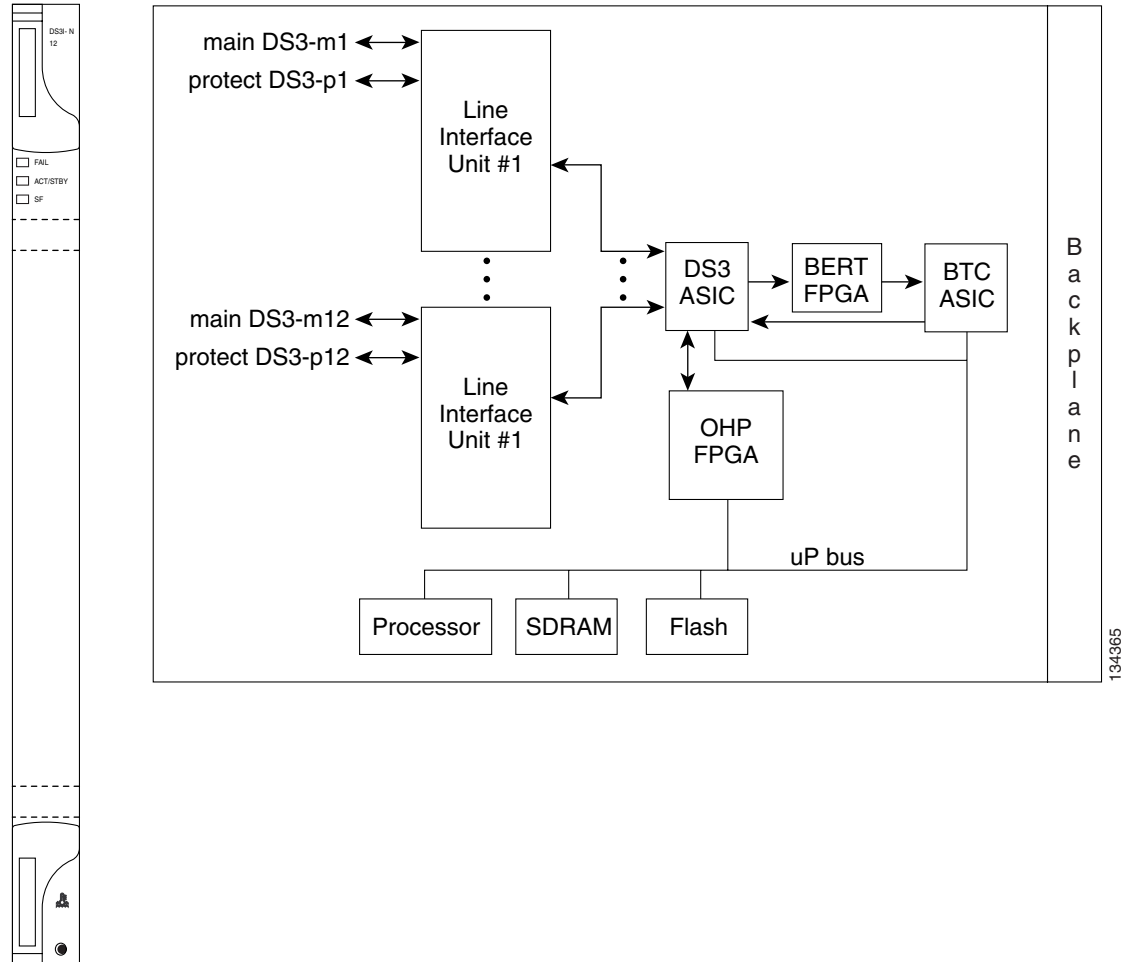 DS3I- N
12
FAIL
ACT/STBY
SF
main DS3-m1
protect DS3-p1
Line
Interface
Unit #1
main DS3-m12
protect DS3-p12
Line
Interface
Unit #1
DS3
ASIC
BERT
FPGA
BTC
ASIC
OHP
FPGA
uP bus
Processor
SDRAM
Flash
Backplane
134365